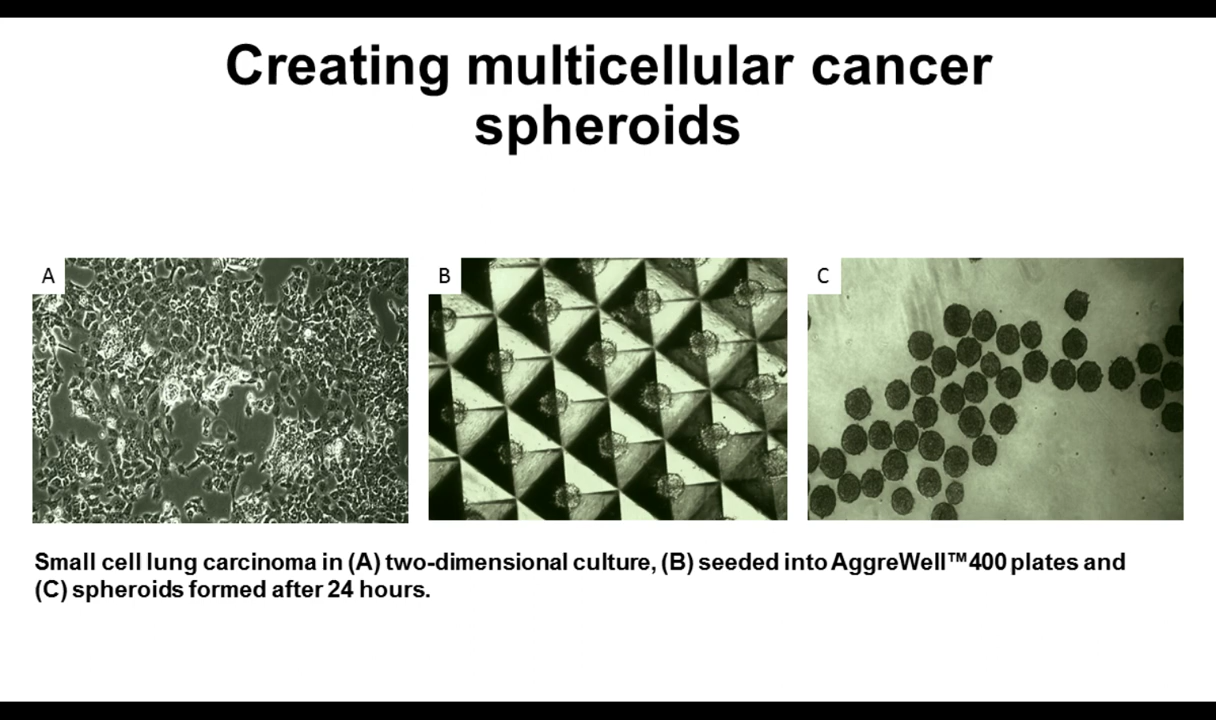 Creating multicellular cancer
spheroids
A
B
C
Small cell lung carcinoma in (A) two-dimensional culture, (B) seeded into AggreWell™400 plates and
(C) spheroids formed after 24 hours.